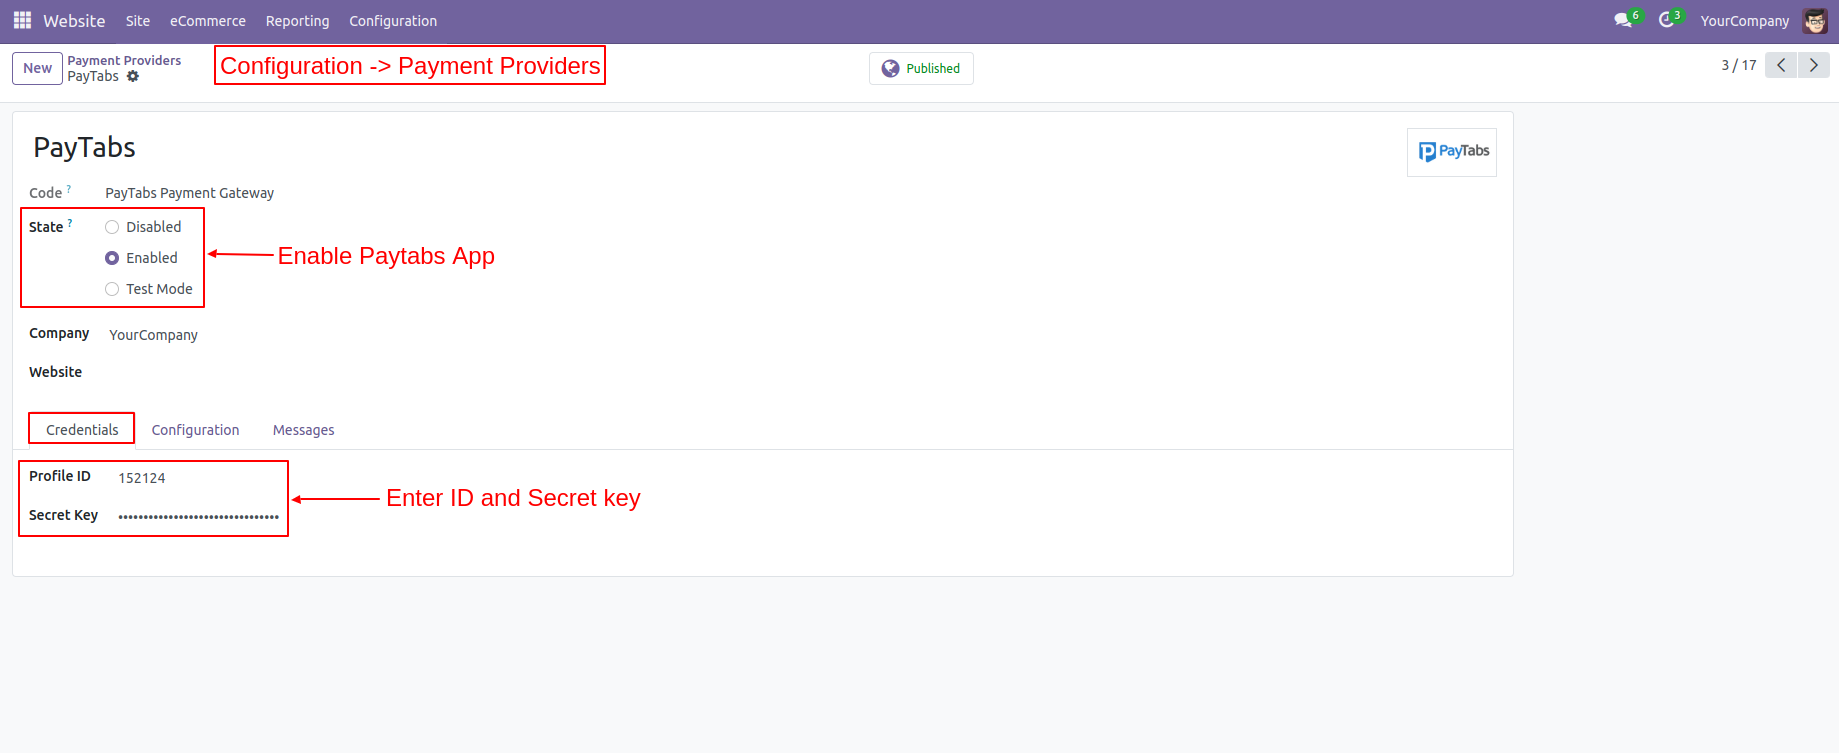 Website Site eCommerce Reporting Configuration 6 3 YourCompany
New Payment Providers
PayTabs
Configuration -> Payment Providers
Published
3 / 17
PayTabs
PayTabs
Code ? PayTabs Payment Gateway
State ? Disabled
Enabled
Test Mode
Enable Paytabs App
Company YourCompany
Website
Credentials Configuration Messages
Profile ID 152124
Secret Key ••••••••••••••••••••••••••••••••
Enter ID and Secret key